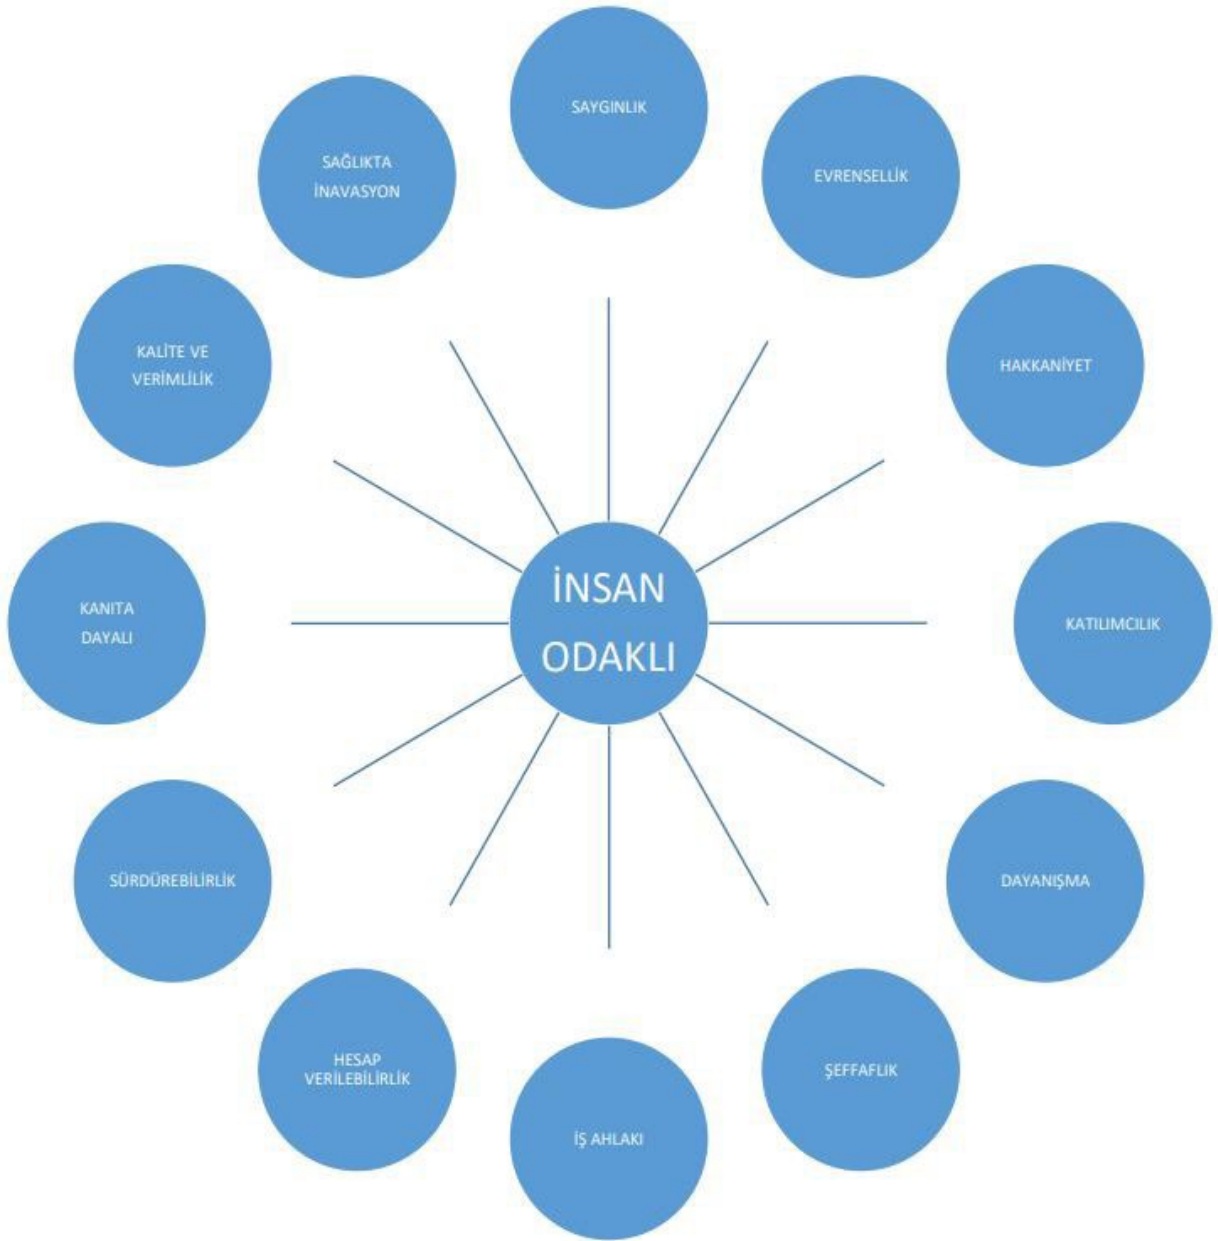 SAYGINLIK
EVRENSELLİK
HAKKANİYET
KATILIMCILIK
DAYANIŞMA
ŞEFFAFLIK
İŞ AHLAKI
HESAP
VERİLEBİLİRLİK
SÜRDÜREBİLİRLİK
KANITA
DAYALI
KALİTE VE
VERİMLİLİK
SAĞLIKTA
İNAVASYON
İNSAN
ODAKLI